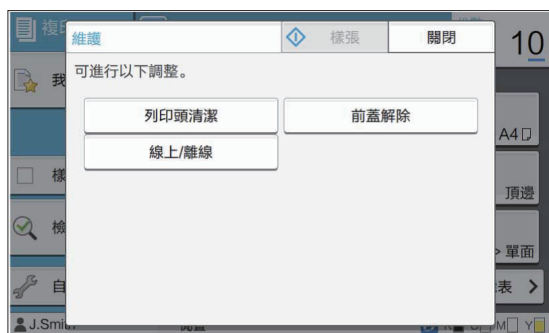 複印
維護
樣張
關閉
10
我
可進行以下調整。
列印頭清潔
前蓋解除
A4
線上/離線
樣
頂邊
檢
> 單面
自
表
J.Smith
K C M Y